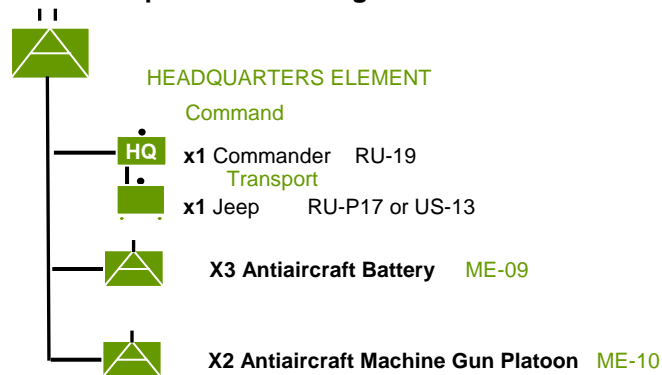 HEADQUARTERS ELEMENT
Command
HQ x1 Commander RU-19
Transport
x1 Jeep RU-P17 or US-13
X3 Antiaircraft Battery ME-09
X2 Antiaircraft Machine Gun Platoon ME-10